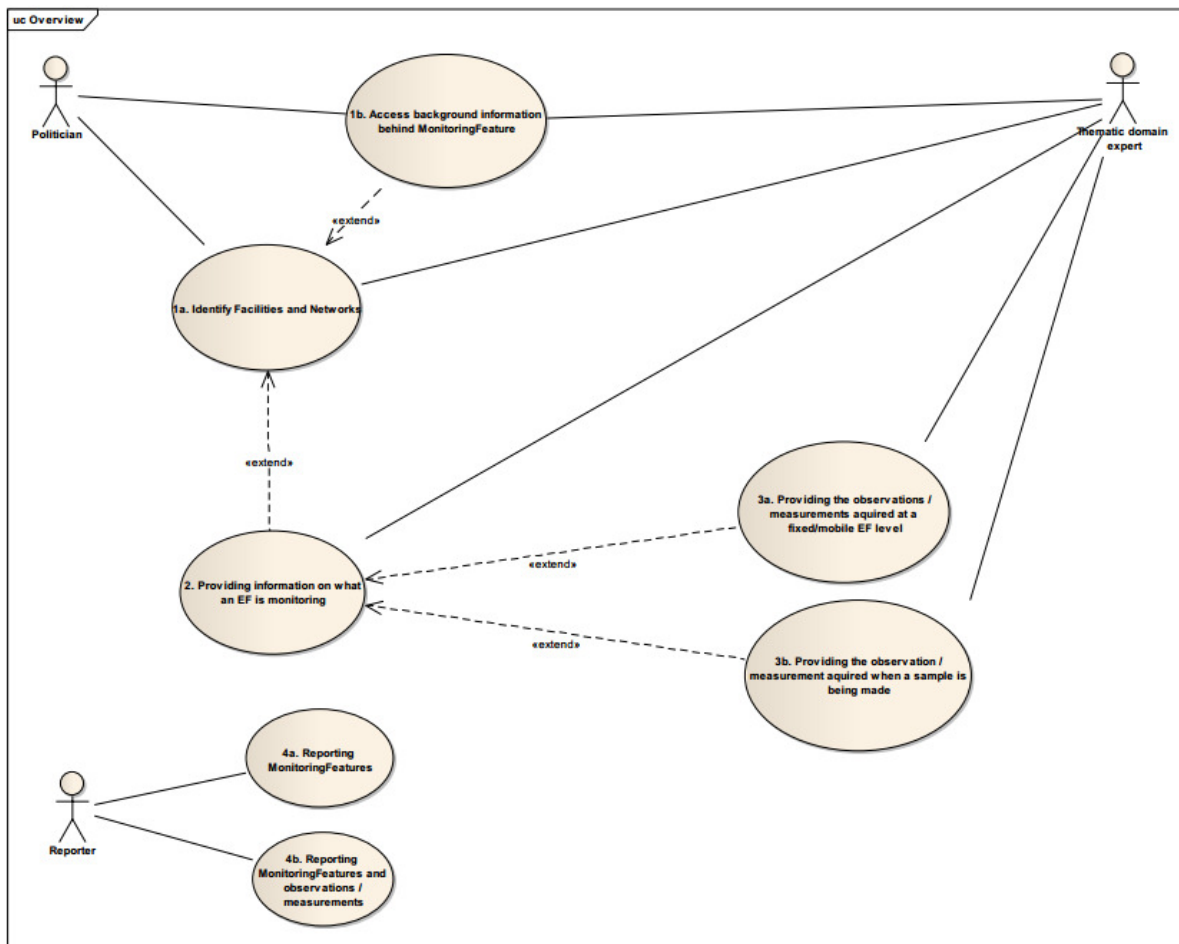 uc Overview
Politician
1b. Access background information
behind MonitoringFeature
Thematic domain
expert
«extend»
1a. Identify Facilities and Networks
«extend»
3a. Providing the observations /
measurements aquired at a
fixed/mobile EF level
«extend»
2. Providing information on what
an EF is monitoring
«extend»
3b. Providing the observation /
measurement aquired when a sample is
being made
4a. Reporting
MonitoringFeatures
Reporter
4b. Reporting
MonitoringFeatures and
observations /
measurements